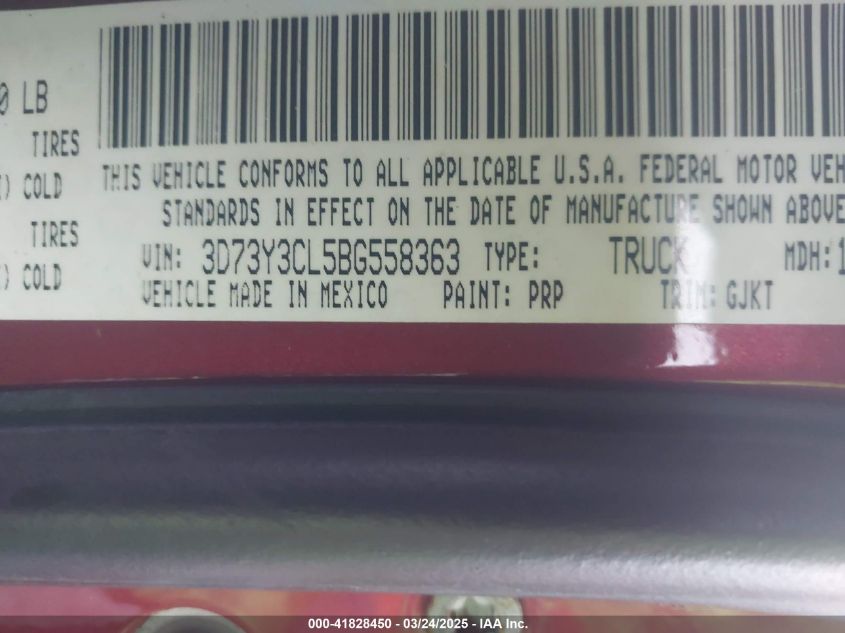 0 LB
TIRES
COLD
TIRES
COLD
THIS VEHICLE CONFORMS TO ALL APPLICABLE U.S.A. FEDERAL MOTOR VEH
STANDARDS IN EFFECT ON THE DATE OF MANUFACTURE SHOWN ABOVE
VIN: 3D73Y3CL5BG558363 TYPE: TRUCK MDH:1
VEHICLE MADE IN MEXICO PAINT: PRP TRIM: GJKT
000-41828450 - 03/24/2025 - IAA Inc.